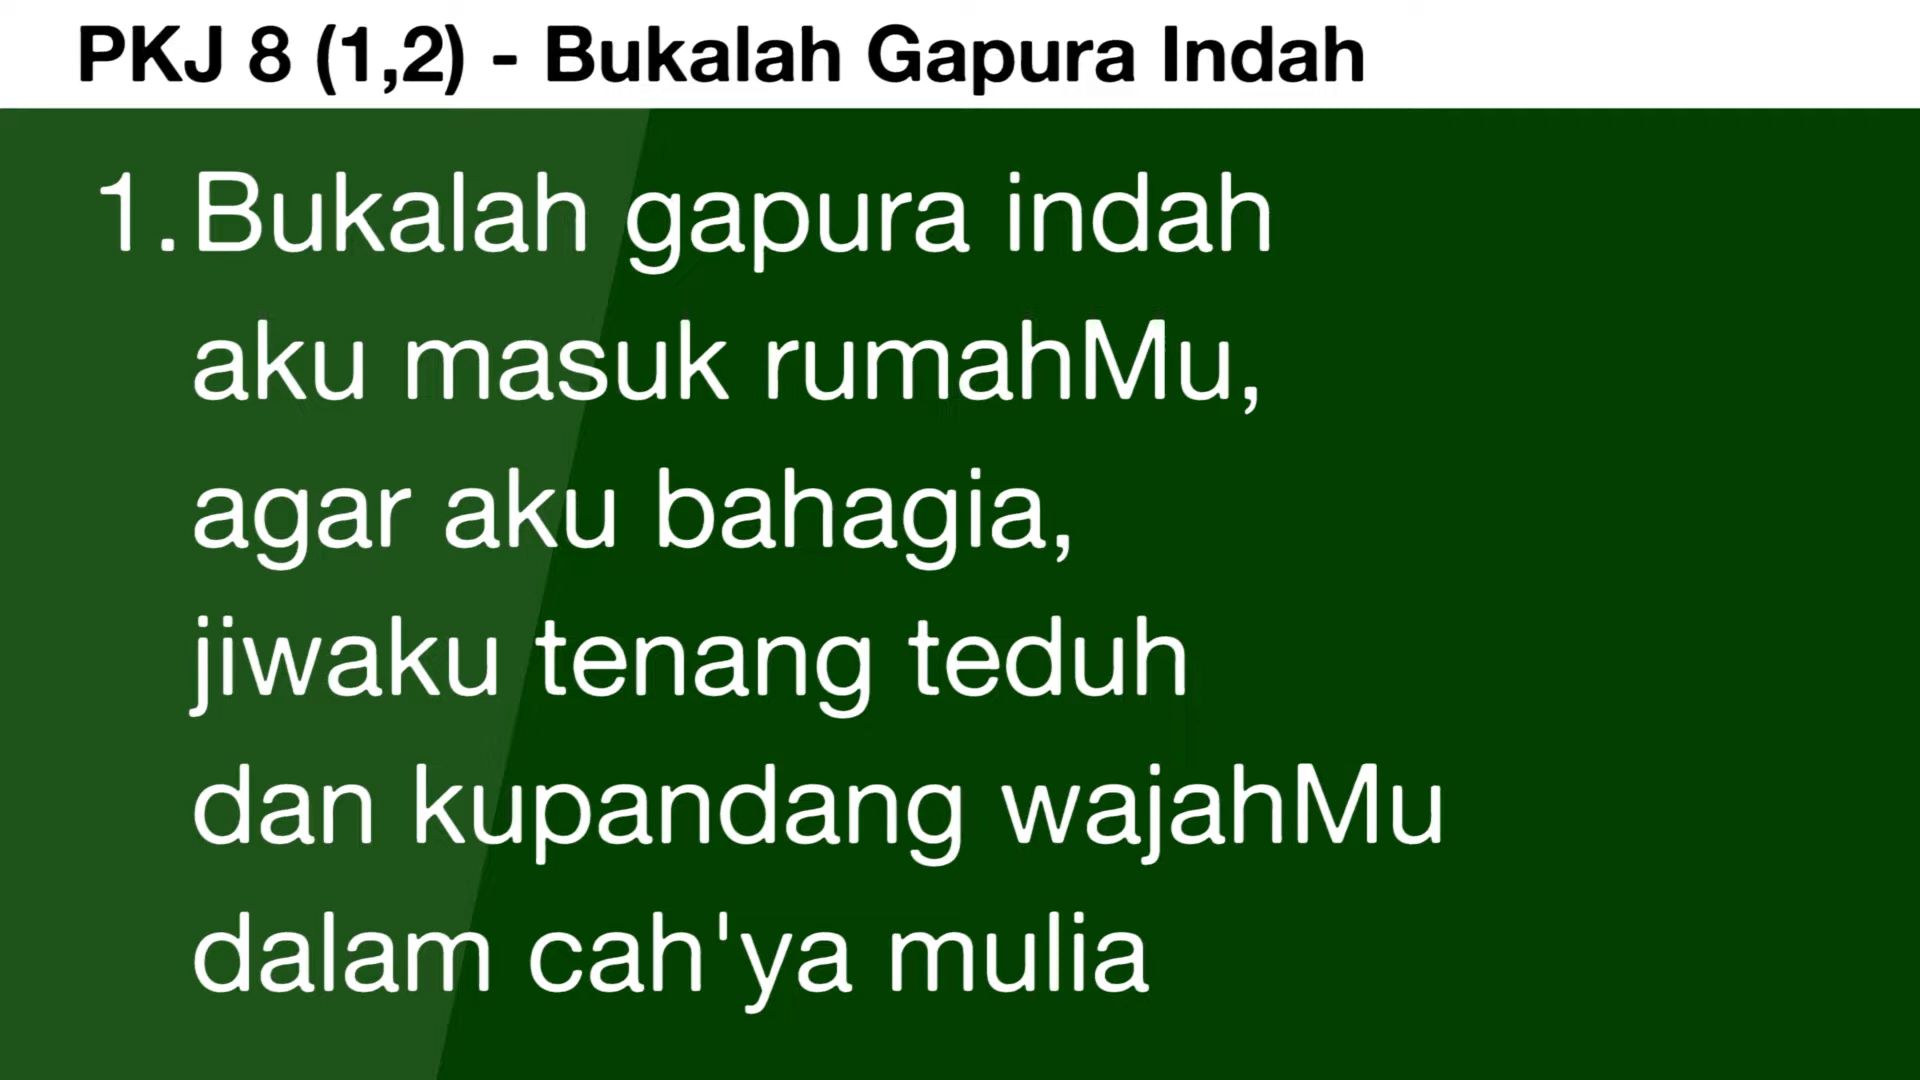 PKJ 8 (1,2) - Bukalah Gapura Indah
1. Bukalah gapura indah
aku masuk rumahMu,
agar aku bahagia,
jiwaku tenang teduh
dan kupandang wajahMu
dalam cah'ya mulia